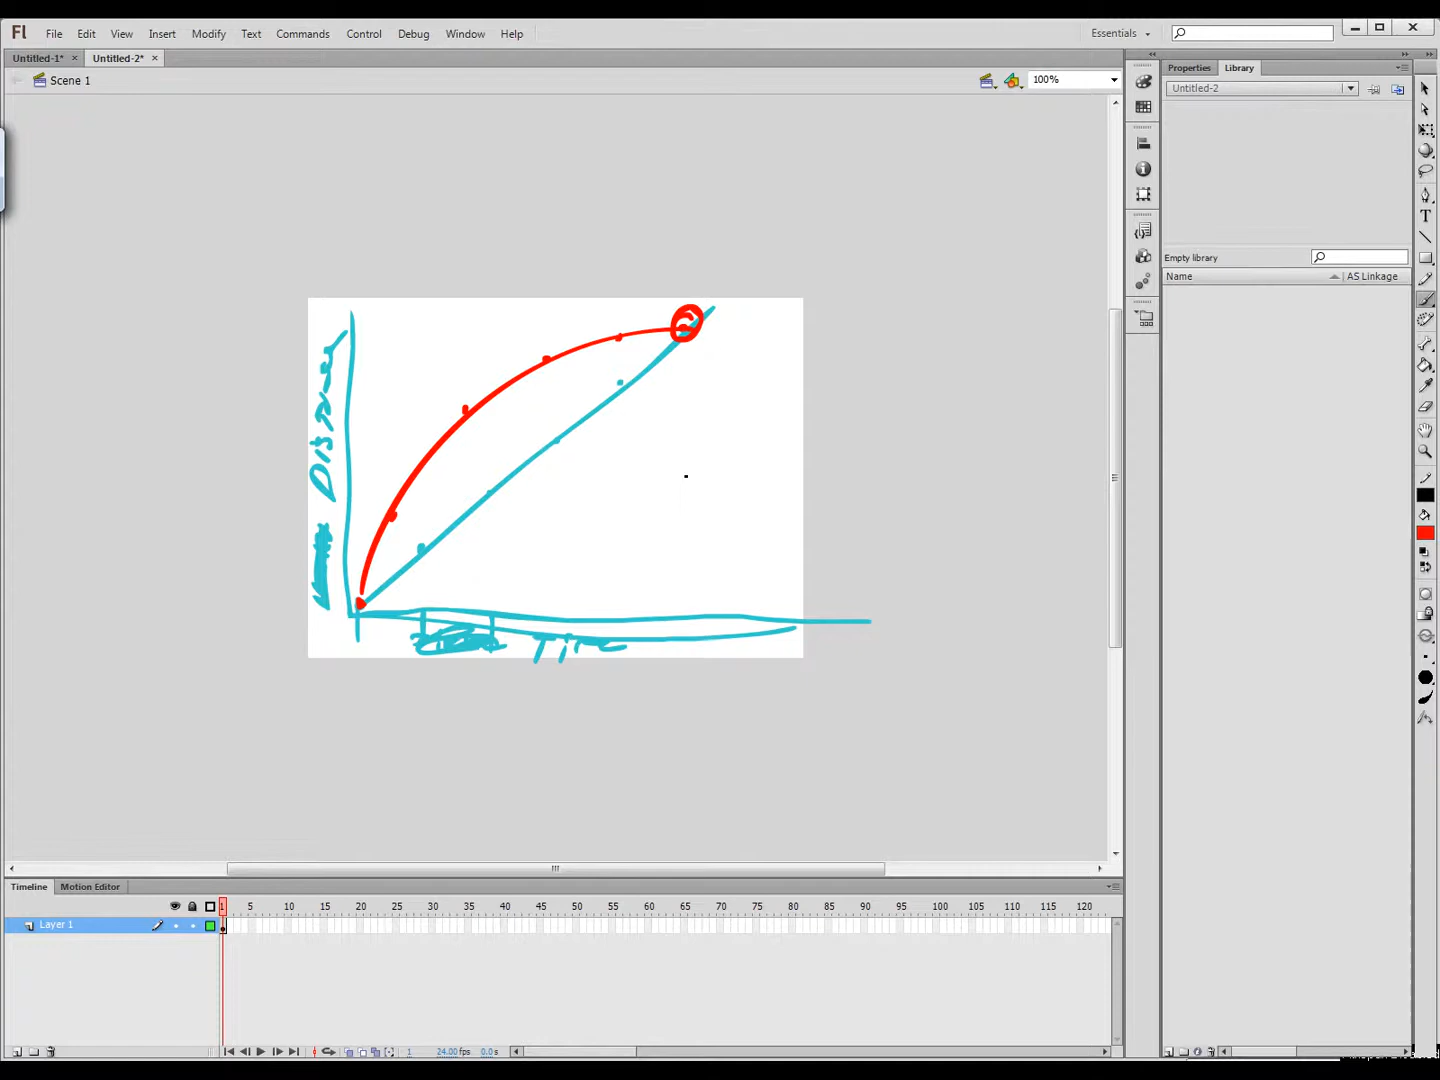 Fl File Edit View Insert Modify Text Commands Control Debug Window Help Essentials
Untitled-1* × Untitled-2* ×
Scene 1 100%
Properties Library
Untitled-2
Empty library
Name AS Linkage
Time
Timeline Motion Editor
1 5 10 15 20 25 30 35 40 45 50 55 60 65 70 75 80 85 90 95 100 105 110 115 120
Layer 1
1 24.00 fps 0.0 s